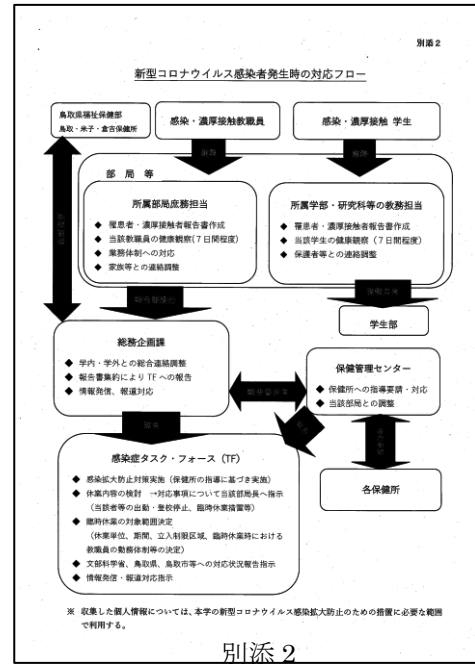 別添２
新型コロナウイルス感染者発生時の対応フロー
鳥取県福祉保健部
鳥取・米子・倉吉保健所
感染・濃厚接触教職員
感染・濃厚接触 学生
部 局 等
所属部局庶務担当
◆ 罹患者・濃厚接触者報告書作成
◆ 当該教職員の健康観察(７日間程度)
◆ 業務体制への対応
◆ 家族等との連絡調整
所属学部・研究科等の教務担当
◆ 罹患者・濃厚接触者報告書作成
◆ 当該学生の健康観察（７日間程度）
◆ 保護者等との連絡調整
学生部
総務企画課
◆ 学内・学外との総合連絡調整
◆ 報告書集約により TF への報告
◆ 情報発信、報道対応
保健管理センター
◆ 保健所への指導要請・対応
◆ 当該部局との調整
感染症タスク・フォース（TF）
◆ 感染拡大防止対策実施（保健所の指導に基づき実施）
◆ 休業内容の検討 →対応事項について当該部局長へ指示
（当該者等の出勤・登校停止、臨時休業措置等）
◆ 臨時休業の対象範囲決定
（休業単位、期間、立入制限区域、臨時休業時における
教職員の勤務体制等の決定）
◆ 文部科学省、鳥取県、鳥取市等への対応状況報告指示
◆ 情報発信・報道対応指示
各保健所
※ 収集した個人情報については、本学の新型コロナウイルス感染拡大防止のための措置に必要な範囲
で利用する。
別添 2